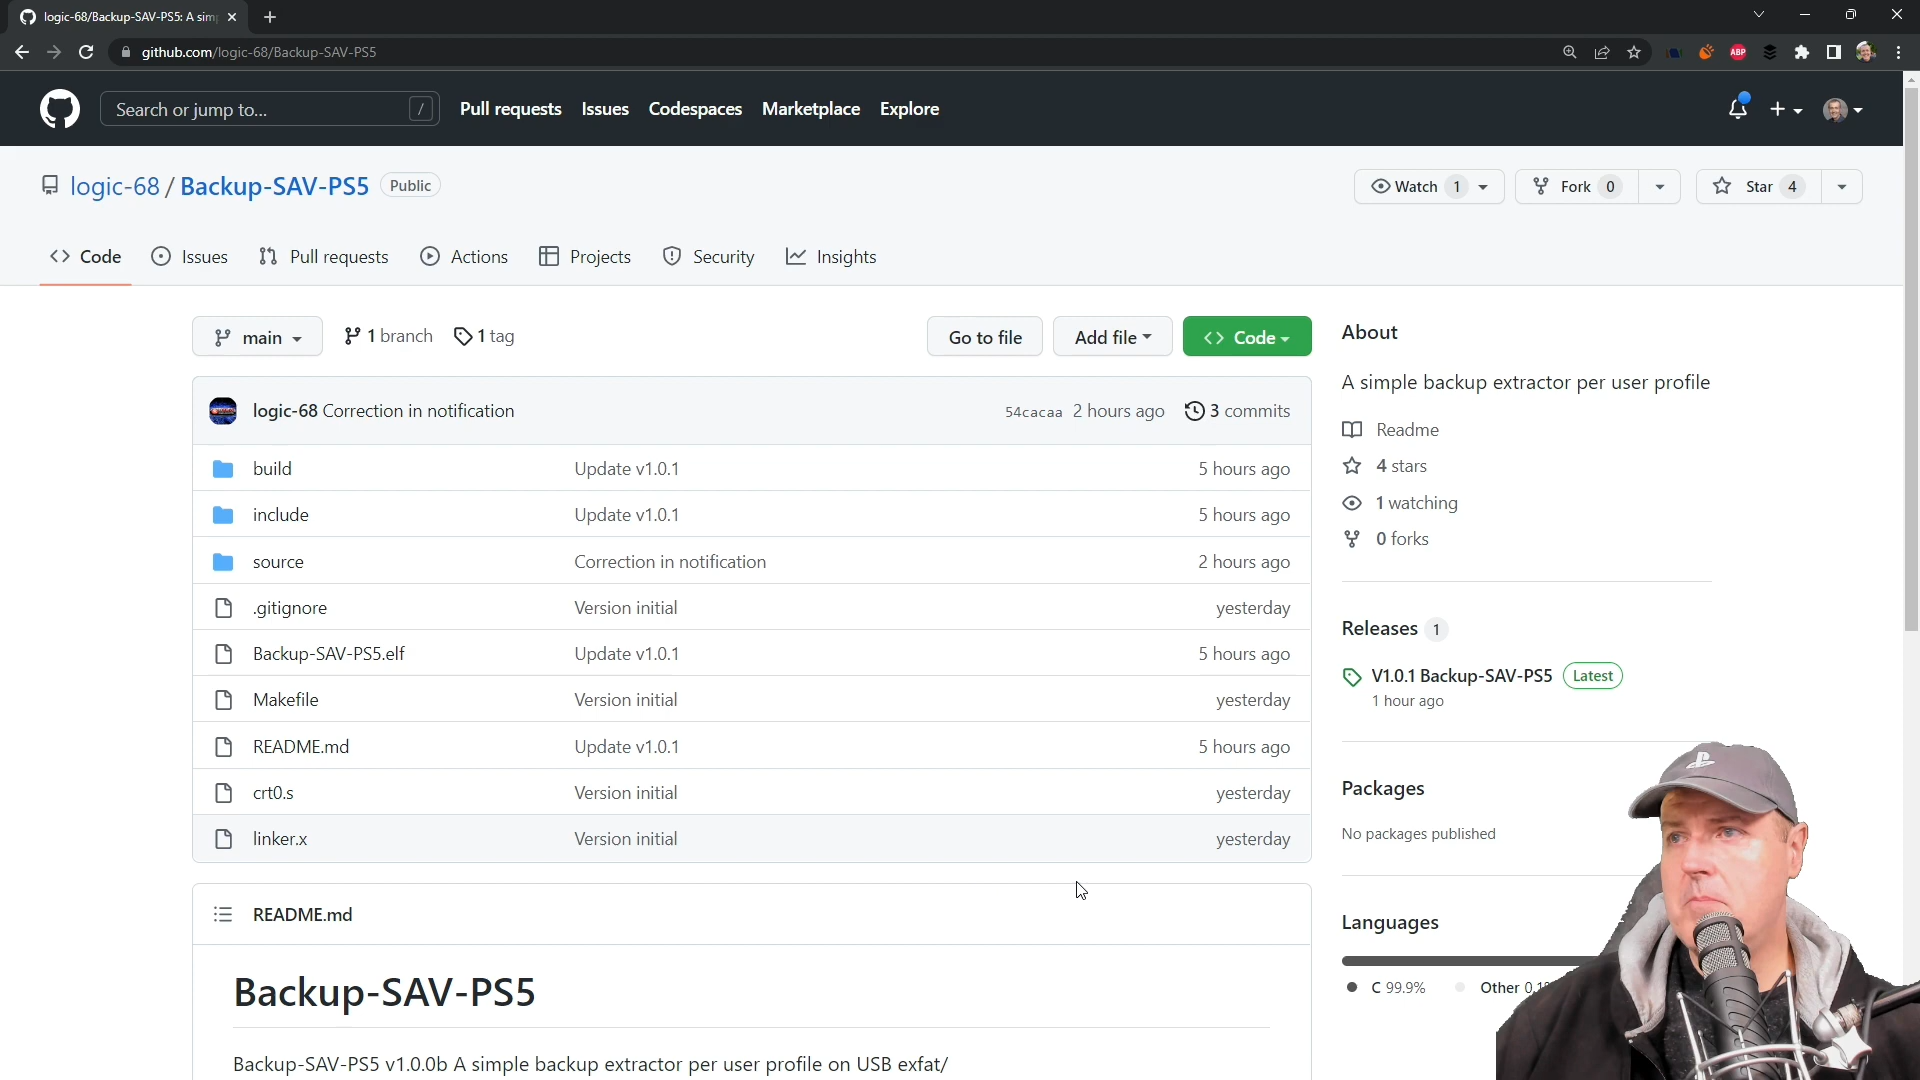 logic-68/Backup-SAV-PS5: A sim
github.com/logic-68/Backup-SAV-PS5
ABP
Search or jump to... /
Pull requests Issues Codespaces Marketplace Explore
logic-68 / Backup-SAV-PS5 Public
Watch 1 Fork 0 Star 4
Code Issues Pull requests Actions Projects Security Insights
main 1 branch 1 tag Go to file Add file Code
logic-68 Correction in notification 54cacaa 2 hours ago 3 commits
build Update v1.0.1 5 hours ago
include Update v1.0.1 5 hours ago
source Correction in notification 2 hours ago
.gitignore Version initial yesterday
Backup-SAV-PS5.elf Update v1.0.1 5 hours ago
Makefile Version initial yesterday
README.md Update v1.0.1 5 hours ago
crt0.s Version initial yesterday
linker.x Version initial yesterday
README.md
Backup-SAV-PS5
Backup-SAV-PS5 v1.0.0b A simple backup extractor per user profile on USB exfat/
About
A simple backup extractor per user profile
Readme
4 stars
1 watching
0 forks
Releases 1
V1.0.1 Backup-SAV-PS5 Latest
1 hour ago
Packages
No packages published
Languages
C 99.9% Other 0.1%